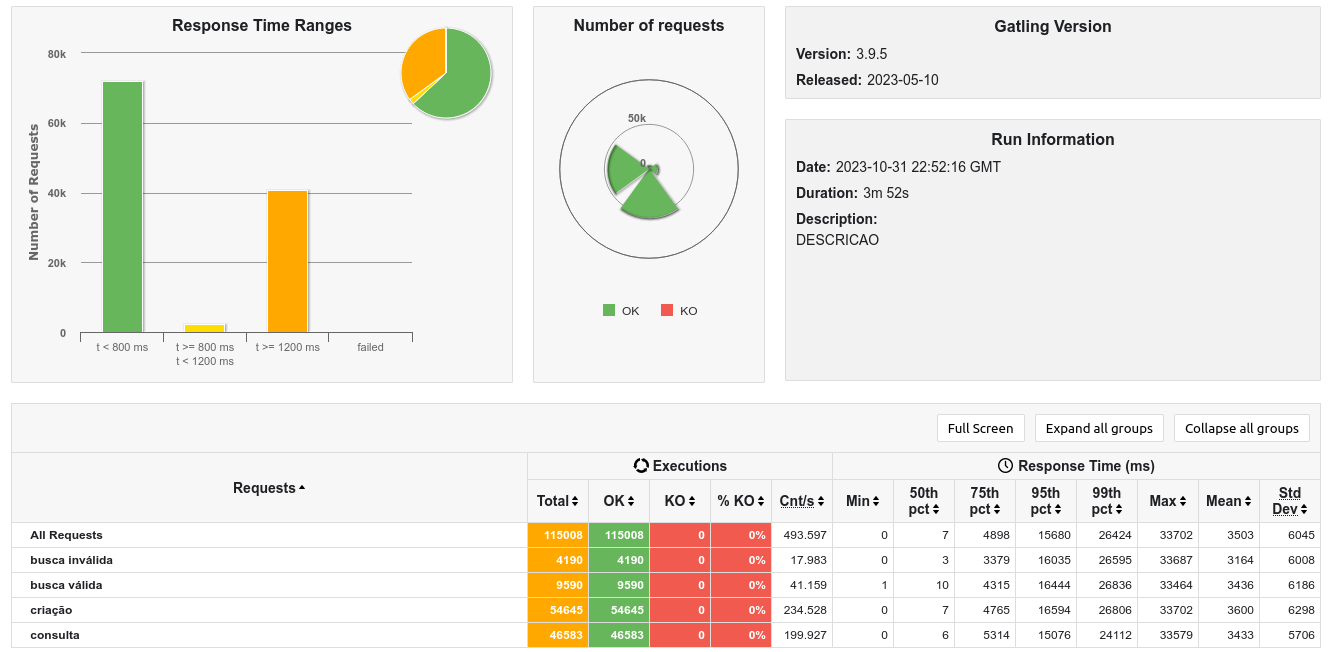 Response Time Ranges
80k
60k
40k
20k
0
Number of Requests
t < 800 ms
t >= 800 ms
t < 1200 ms
t >= 1200 ms
failed
Number of requests
50k
0
OK
KO
Gatling Version
Version: 3.9.5
Released: 2023-05-10
Run Information
Date: 2023-10-31 22:52:16 GMT
Duration: 3m 52s
Description:
DESCRICAO
Full Screen Expand all groups Collapse all groups
Requests
Executions
Response Time (ms)
Total OK KO % KO Cnt/s Min 50th pct 75th pct 95th pct 99th pct Max Mean Std Dev
All Requests 115008 115008 0 0% 493.597 0 7 4898 15680 26424 33702 3503 6045
busca inválida 4190 4190 0 0% 17.983 0 3 3379 16035 26595 33687 3164 6008
busca válida 9590 9590 0 0% 41.159 1 10 4315 16444 26836 33464 3436 6186
criação 54645 54645 0 0% 234.528 0 7 4765 16594 26806 33702 3600 6298
consulta 46583 46583 0 0% 199.927 0 6 5314 15076 24112 33579 3433 5706